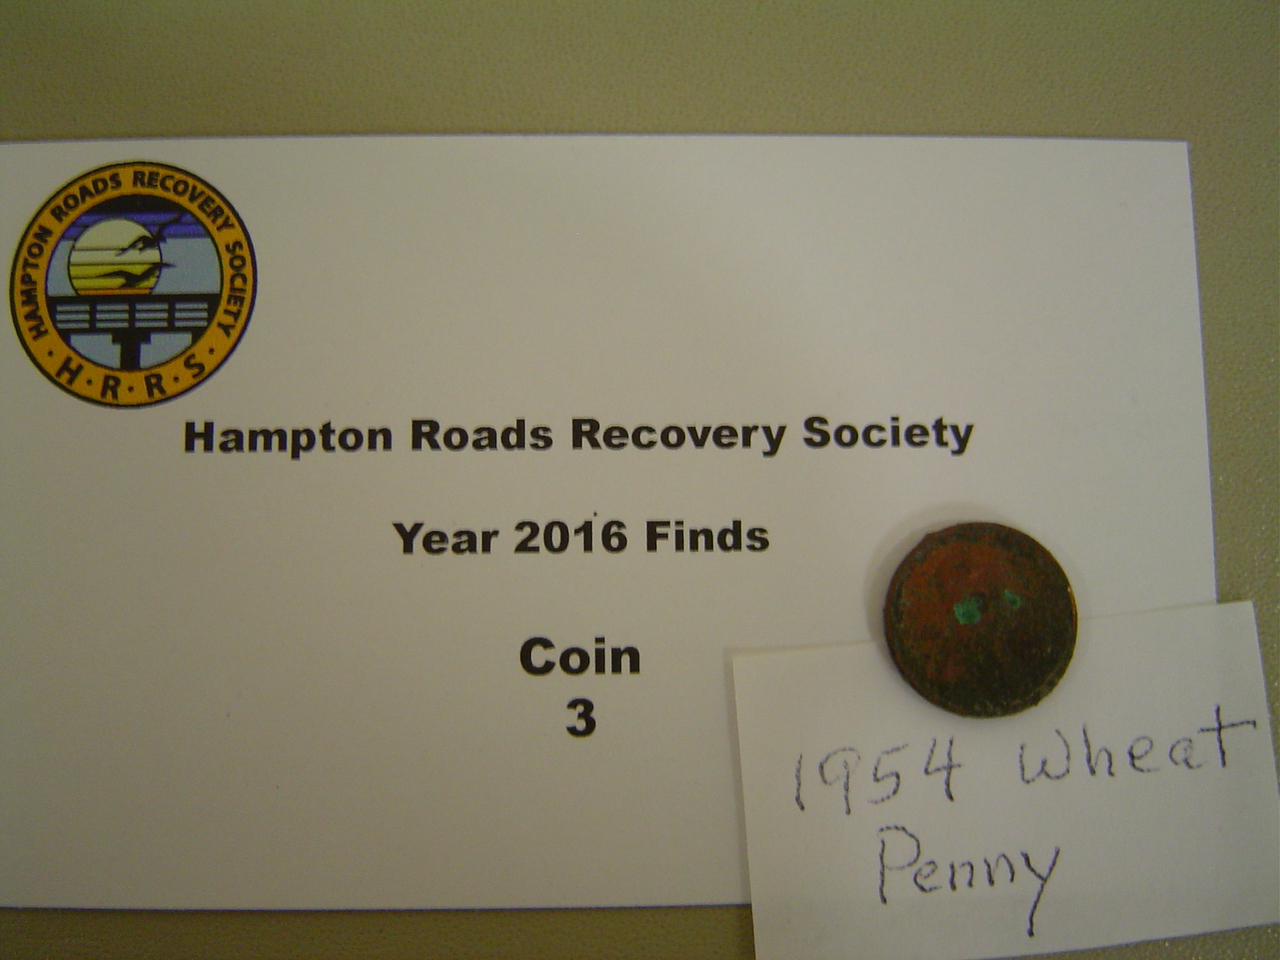 HAMPTON ROADS RECOVERY SOCIETY
· H · R · R · S ·
Hampton Roads Recovery Society
Year 2016 Finds
Coin
3
1954 Wheat
Penny